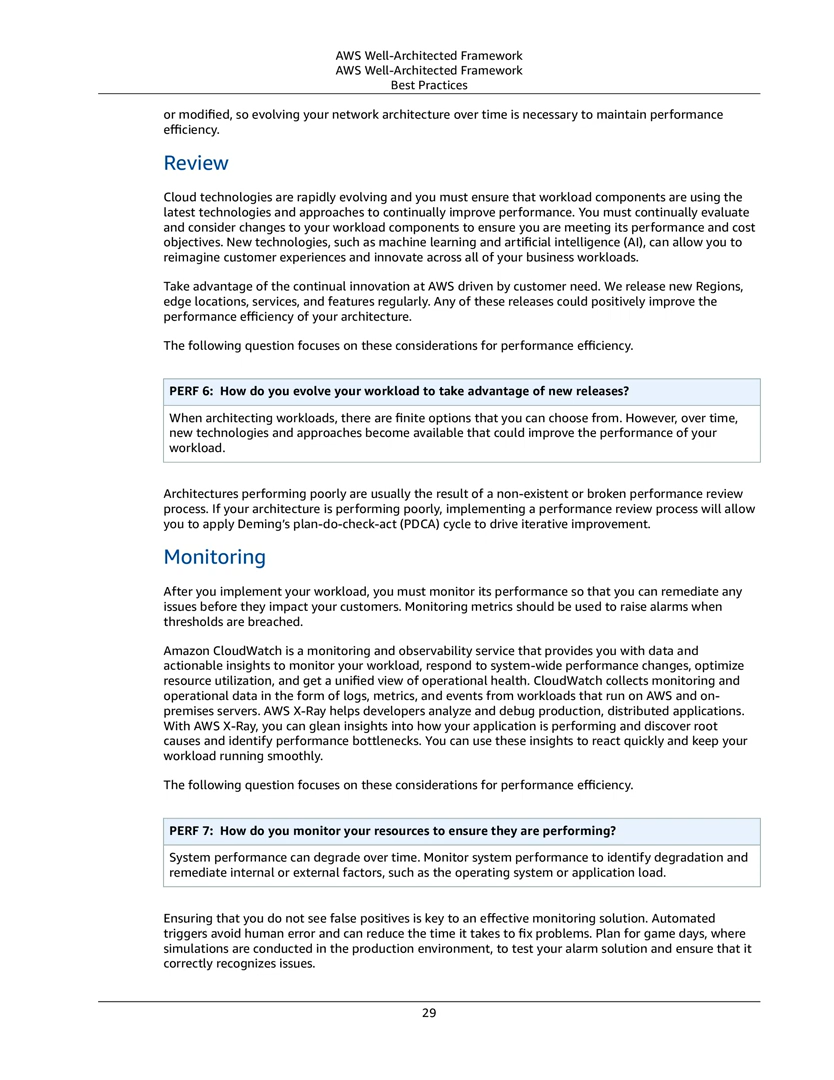 AWS Well-Architected Framework
AWS Well-Architected Framework
Best Practices
or modified, so evolving your network architecture over time is necessary to maintain performance
efficiency.
Review
Cloud technologies are rapidly evolving and you must ensure that workload components are using the
latest technologies and approaches to continually improve performance. You must continually evaluate
and consider changes to your workload components to ensure you are meeting its performance and cost
objectives. New technologies, such as machine learning and artificial intelligence (AI), can allow you to
reimagine customer experiences and innovate across all of your business workloads.
Take advantage of the continual innovation at AWS driven by customer need. We release new Regions,
edge locations, services, and features regularly. Any of these releases could positively improve the
performance efficiency of your architecture.
The following question focuses on these considerations for performance efficiency.
PERF 6: How do you evolve your workload to take advantage of new releases?
When architecting workloads, there are finite options that you can choose from. However, over time,
new technologies and approaches become available that could improve the performance of your
workload.
Architectures performing poorly are usually the result of a non-existent or broken performance review
process. If your architecture is performing poorly, implementing a performance review process will allow
you to apply Deming’s plan-do-check-act (PDCA) cycle to drive iterative improvement.
Monitoring
After you implement your workload, you must monitor its performance so that you can remediate any
issues before they impact your customers. Monitoring metrics should be used to raise alarms when
thresholds are breached.
Amazon CloudWatch is a monitoring and observability service that provides you with data and
actionable insights to monitor your workload, respond to system-wide performance changes, optimize
resource utilization, and get a unified view of operational health. CloudWatch collects monitoring and
operational data in the form of logs, metrics, and events from workloads that run on AWS and on-
premises servers. AWS X-Ray helps developers analyze and debug production, distributed applications.
With AWS X-Ray, you can glean insights into how your application is performing and discover root
causes and identify performance bottlenecks. You can use these insights to react quickly and keep your
workload running smoothly.
The following question focuses on these considerations for performance efficiency.
PERF 7: How do you monitor your resources to ensure they are performing?
System performance can degrade over time. Monitor system performance to identify degradation and
remediate internal or external factors, such as the operating system or application load.
Ensuring that you do not see false positives is key to an effective monitoring solution. Automated
triggers avoid human error and can reduce the time it takes to fix problems. Plan for game days, where
simulations are conducted in the production environment, to test your alarm solution and ensure that it
correctly recognizes issues.
29